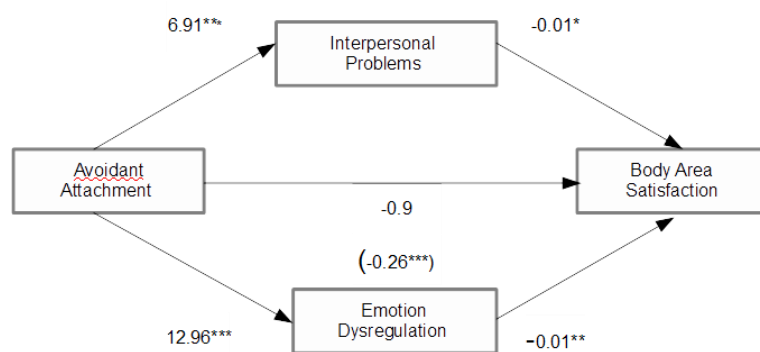 6.91***
Interpersonal
Problems
-0.01*
Avoidant
Attachment
Body Area
Satisfaction
-0.9
(-0.26***)
Emotion
Dysregulation
12.96***
-0.01**